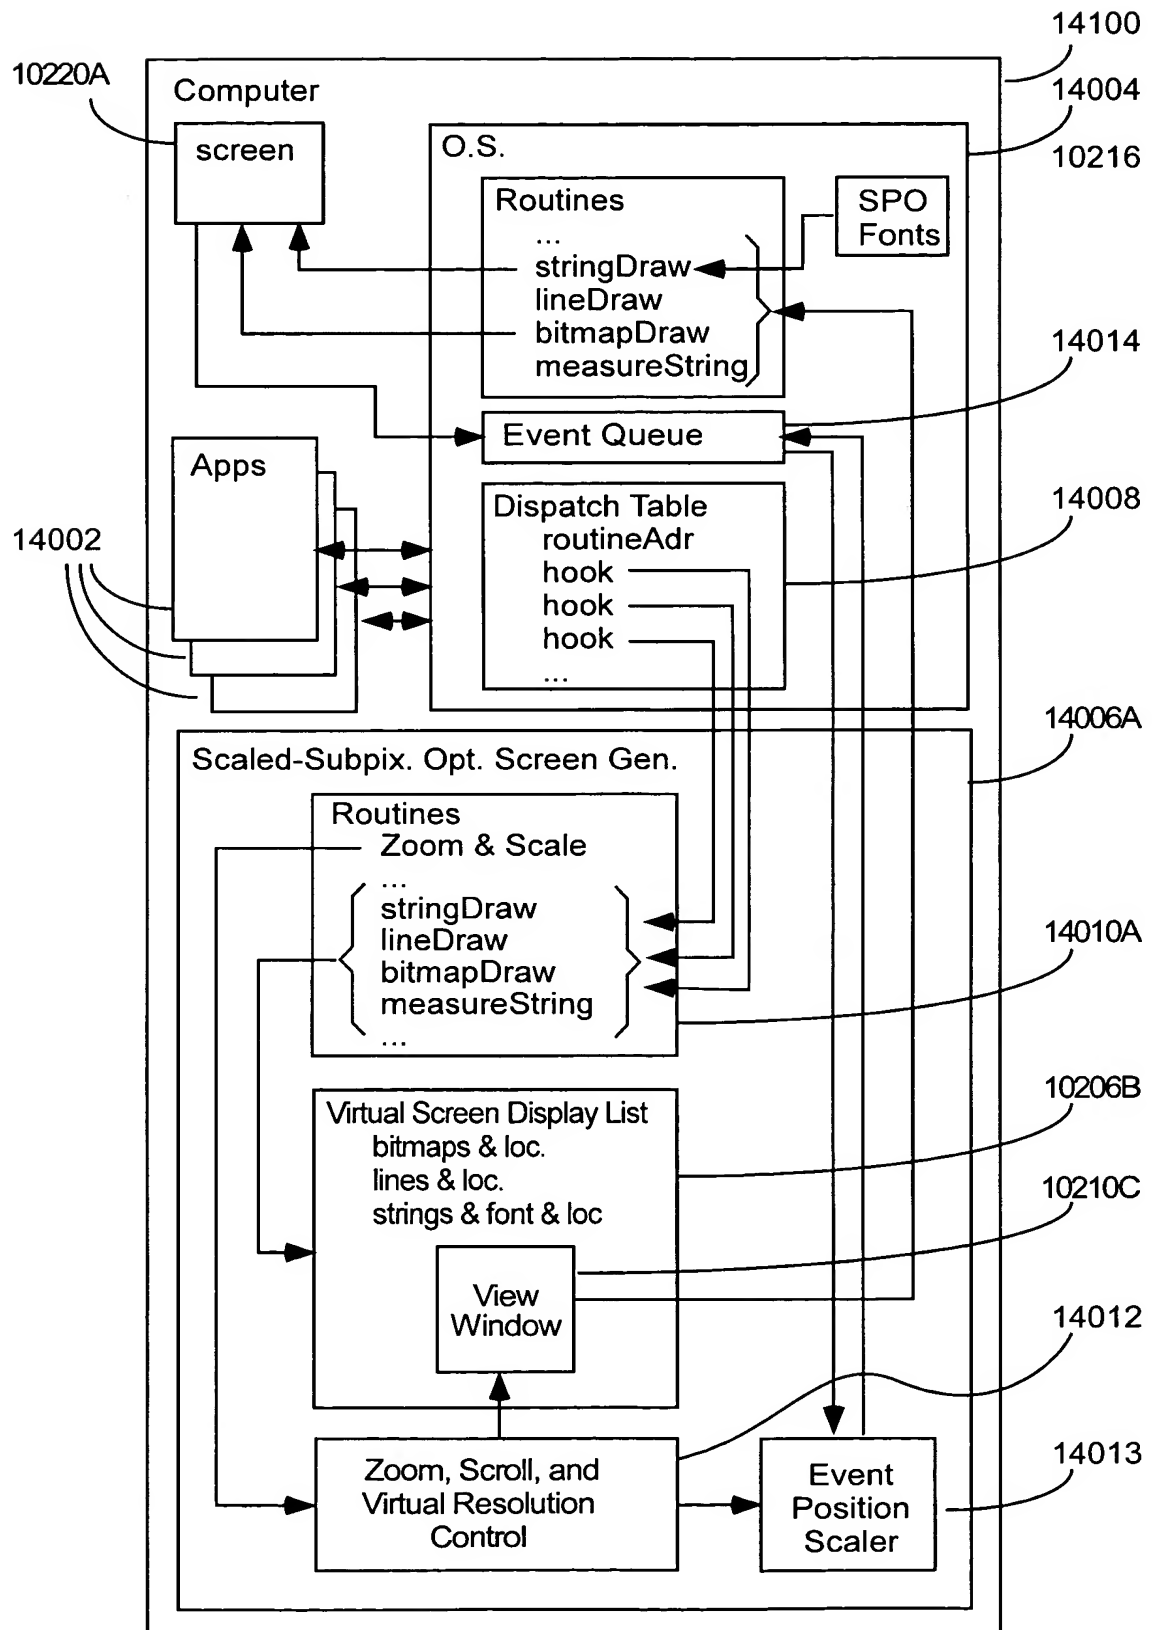 14100
10220A
Computer
14004
screen
O.S.
10216
Routines
SPO
Fonts
...
stringDraw
lineDraw
bitmapDraw
measureString
14014
Event Queue
Apps
14008
Dispatch Table
routineAdr
hook
hook
hook
...
14002
14006A
Scaled-Subpix. Opt. Screen Gen.
Routines
Zoom & Scale
...
stringDraw
lineDraw
bitmapDraw
measureString
...
14010A
10206B
Virtual Screen Display List
bitmaps & loc.
lines & loc.
strings & font & loc
10210C
View
Window
14012
Zoom, Scroll, and
Virtual Resolution
Control
Event
Position
Scaler
14013